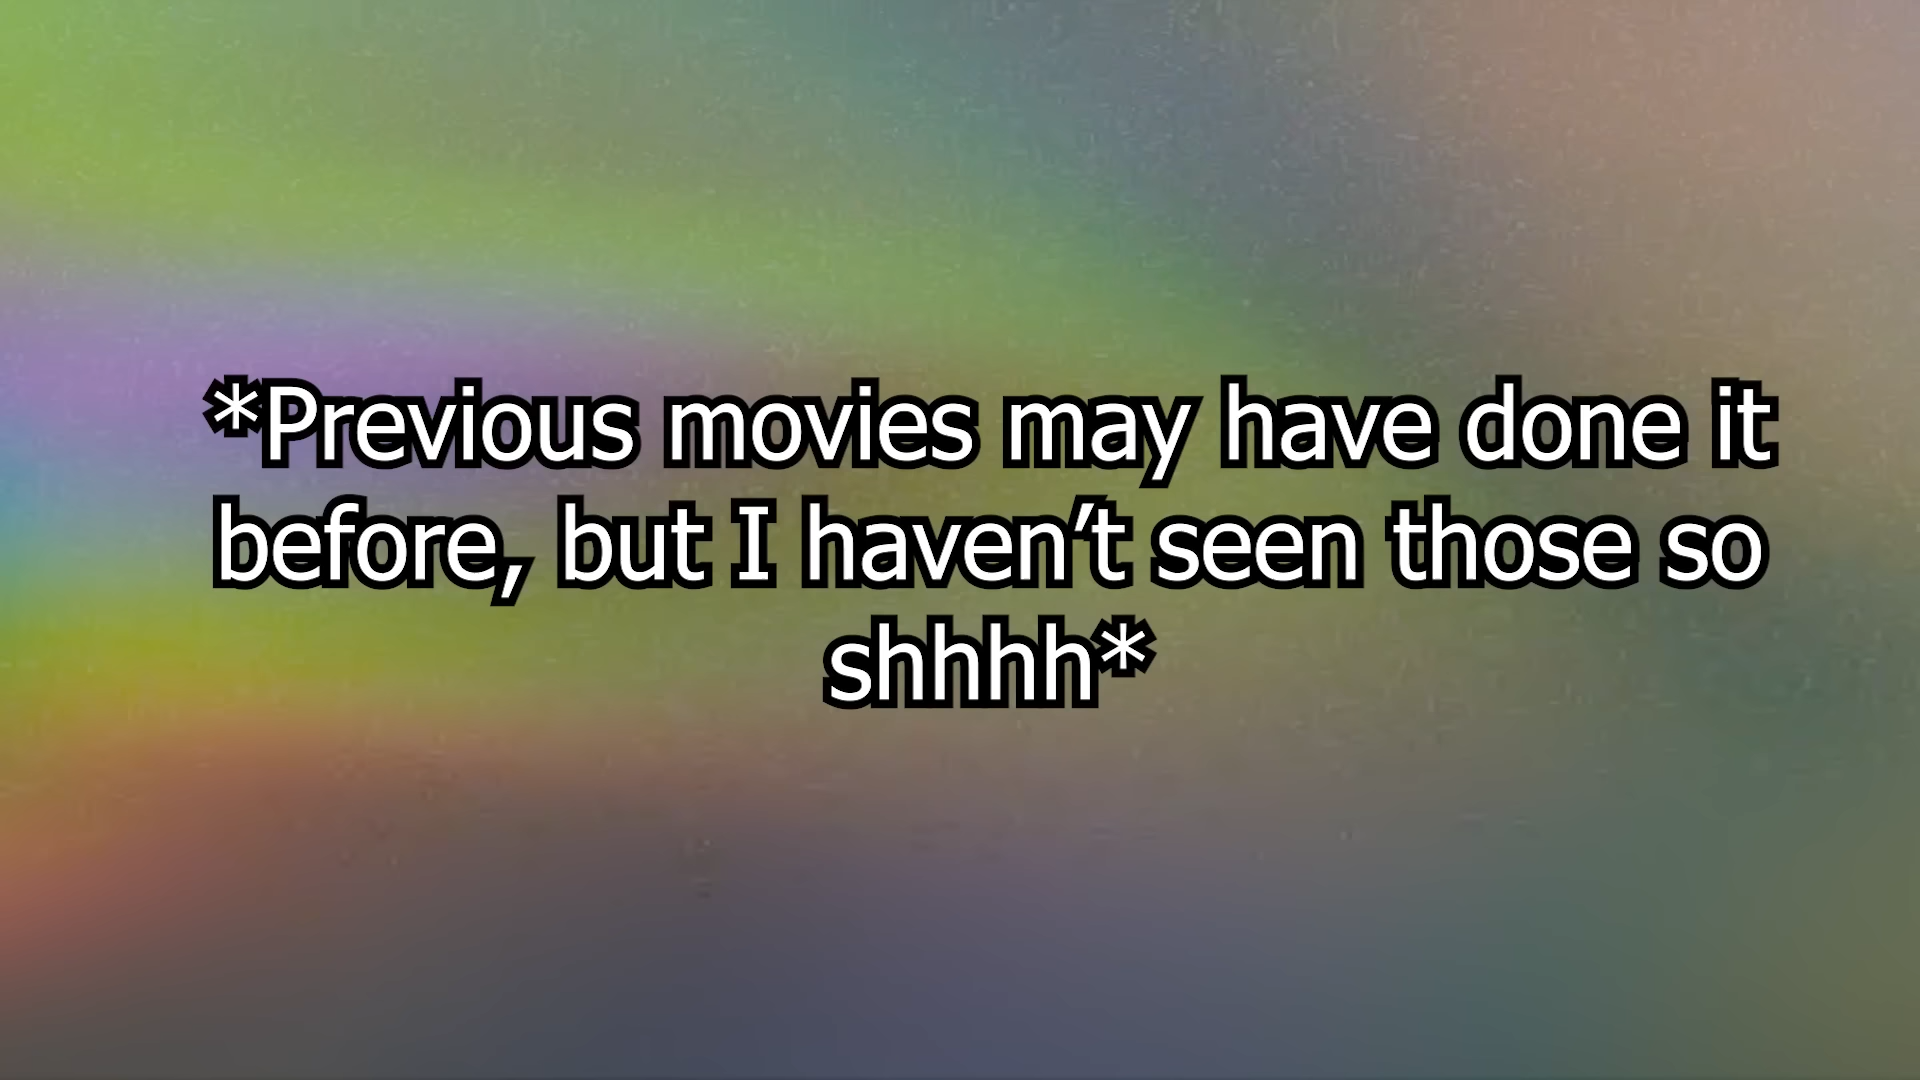 *Previous movies may have done it
before, but I haven’t seen those so
shhhh*